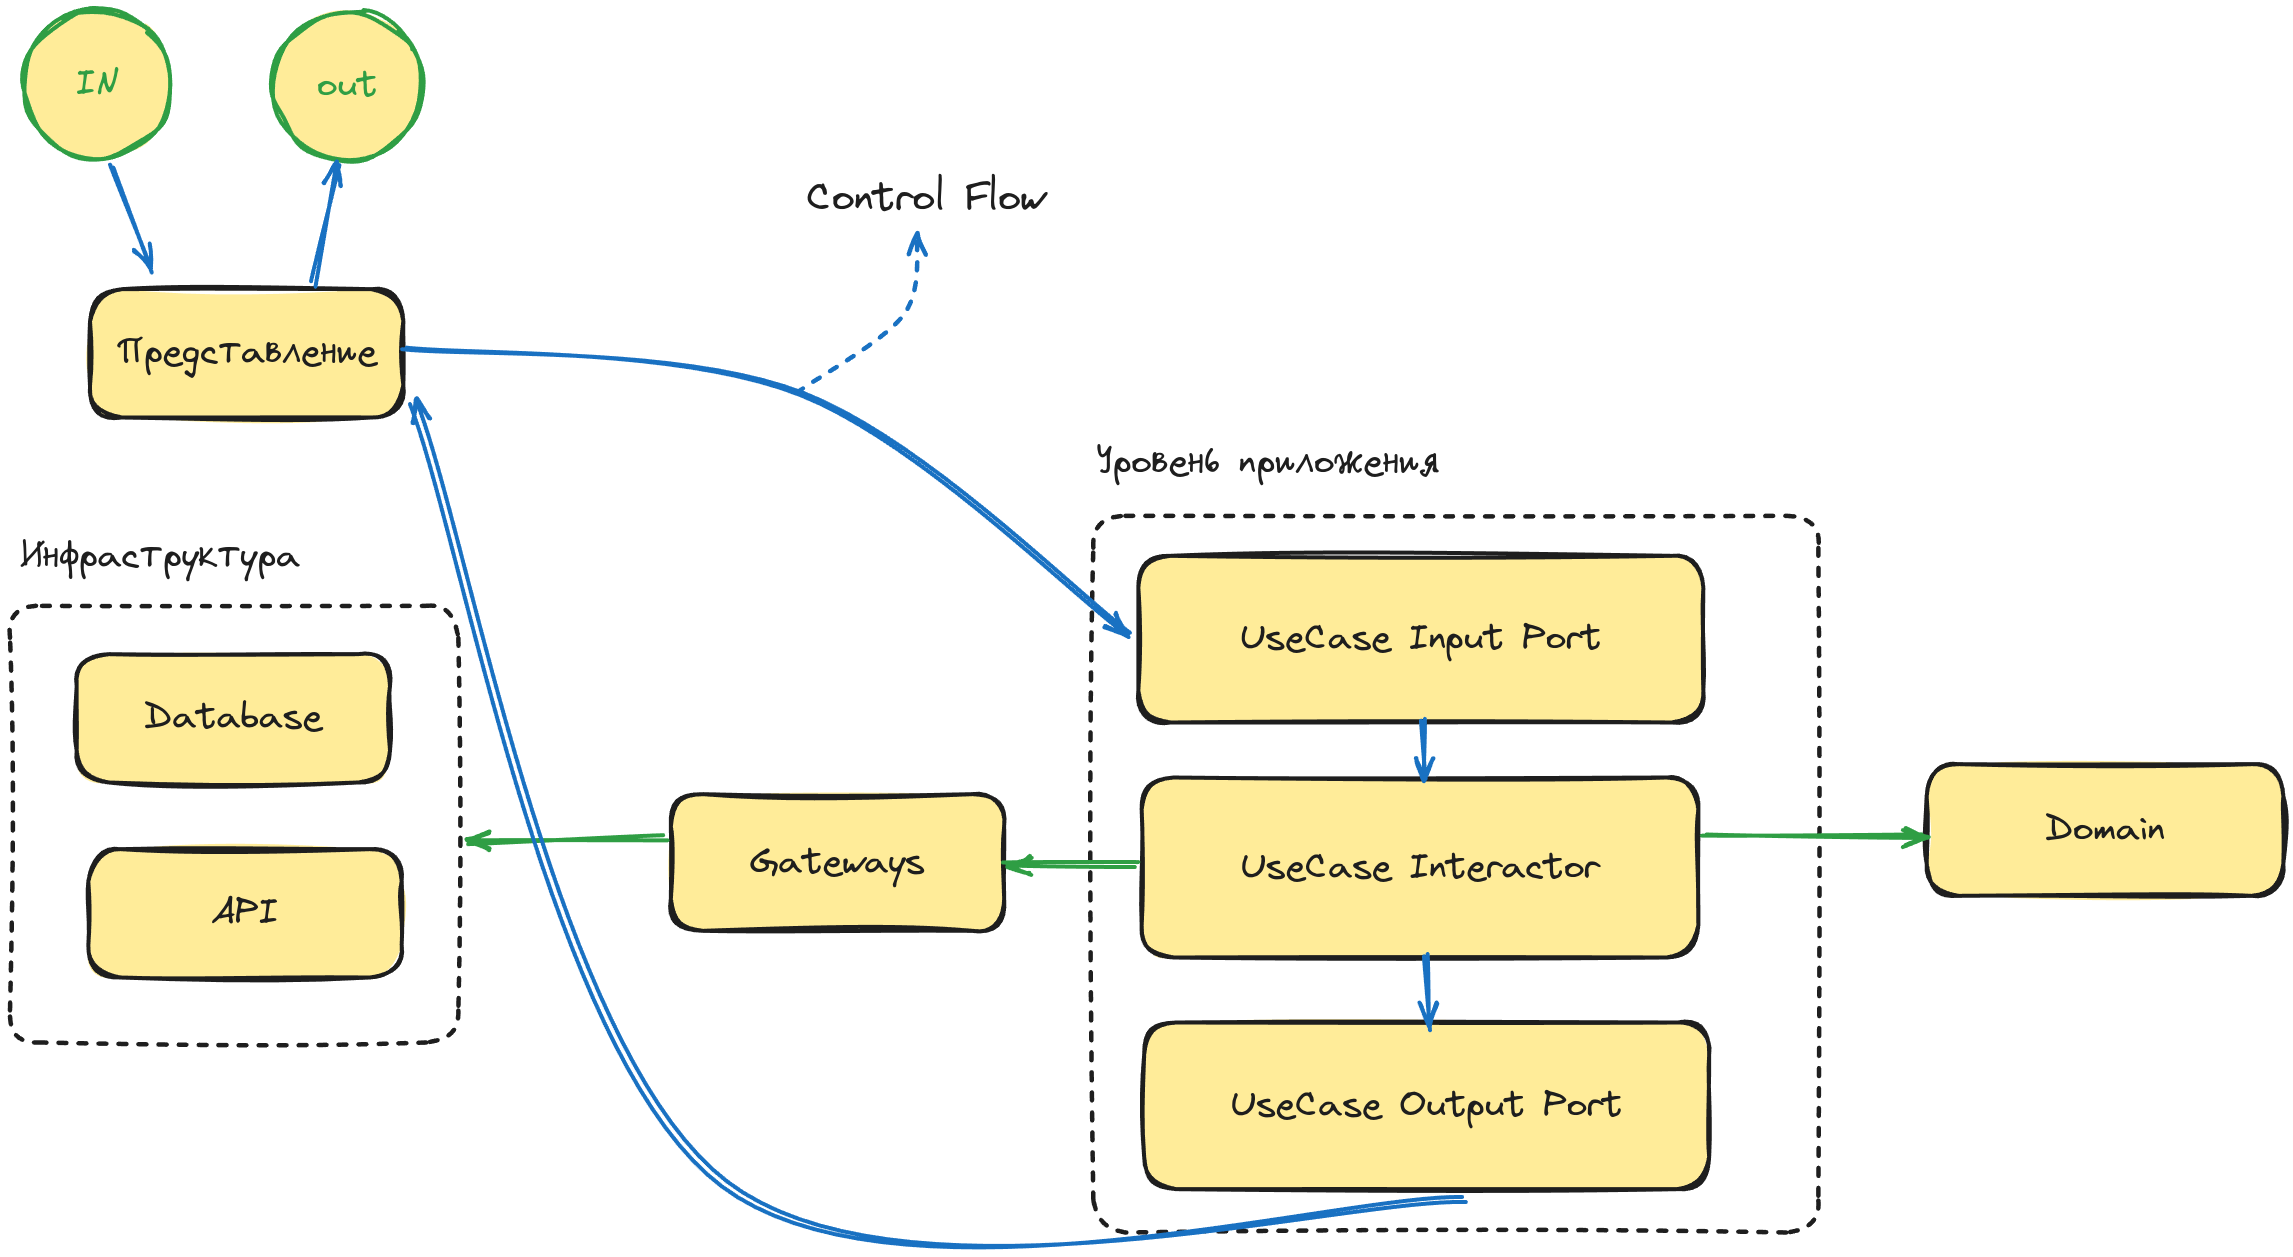 IN
out
Control Flow
Представление
Уровень приложения
Инфраструктура
UseCase Input Port
Database
Gateways
UseCase Interactor
Domain
API
UseCase Output Port